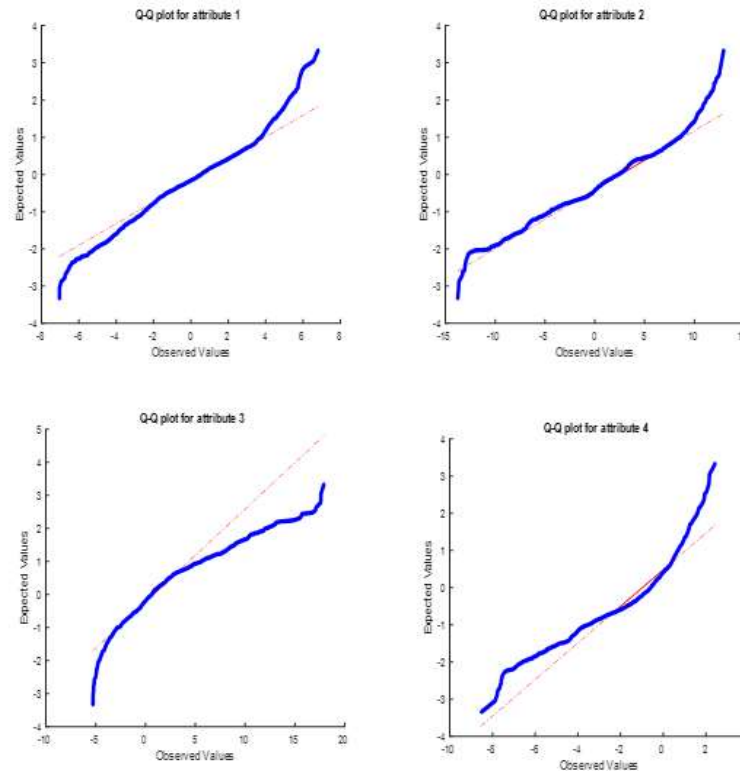 Q-Q plot for attribute 1
4
3
2
1
0
-1
-2
-3
-4
Expected Values
-8 -6 -4 -2 0 2 4 6 8
Observed Values
Q-Q plot for attribute 2
4
3
2
1
0
-1
-2
-3
-4
Expected Values
-15 -10 -5 0 5 10 15
Observed Values
Q-Q plot for attribute 3
5
4
3
2
1
0
-1
-2
-3
-4
Expected Values
-10 -5 0 5 10 15 20
Observed Values
Q-Q plot for attribute 4
4
3
2
1
0
-1
-2
-3
-4
Expected Values
-10 -8 -6 -4 -2 0 2
Observed Values